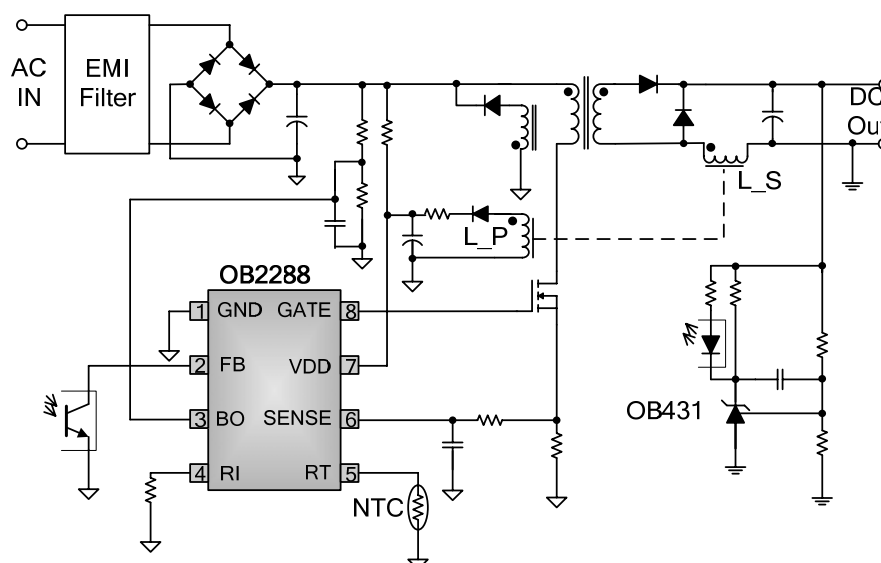 AC
IN
EMI
Filter
DC
Out
L_S
L_P
OB2288
1 GND GATE 8
2 FB VDD 7
3 BO SENSE 6
4 RI RT 5
OB431
NTC